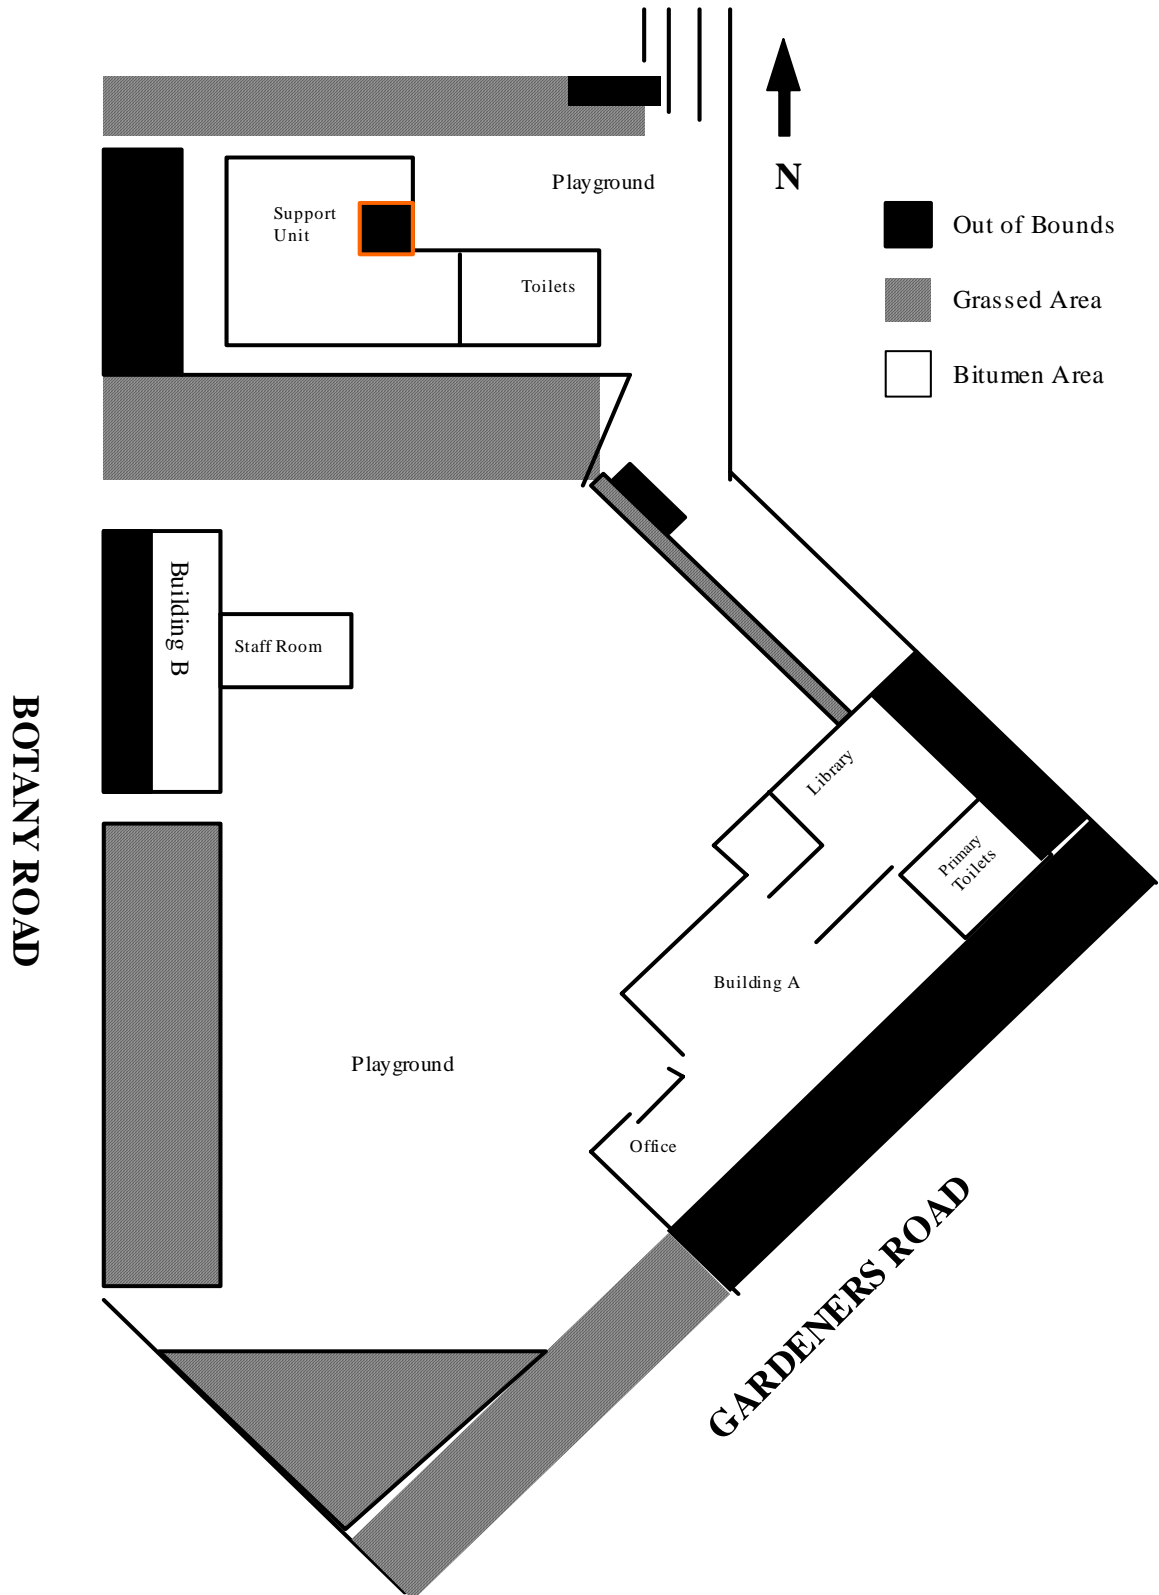 Playground
N
Support
Unit
Out of Bounds
Toilets
Grassed Area
Bitumen Area
Building B
Staff Room
BOTANY ROAD
Library
Primary
Toilets
Building A
Playground
Office
GARDENERS ROAD